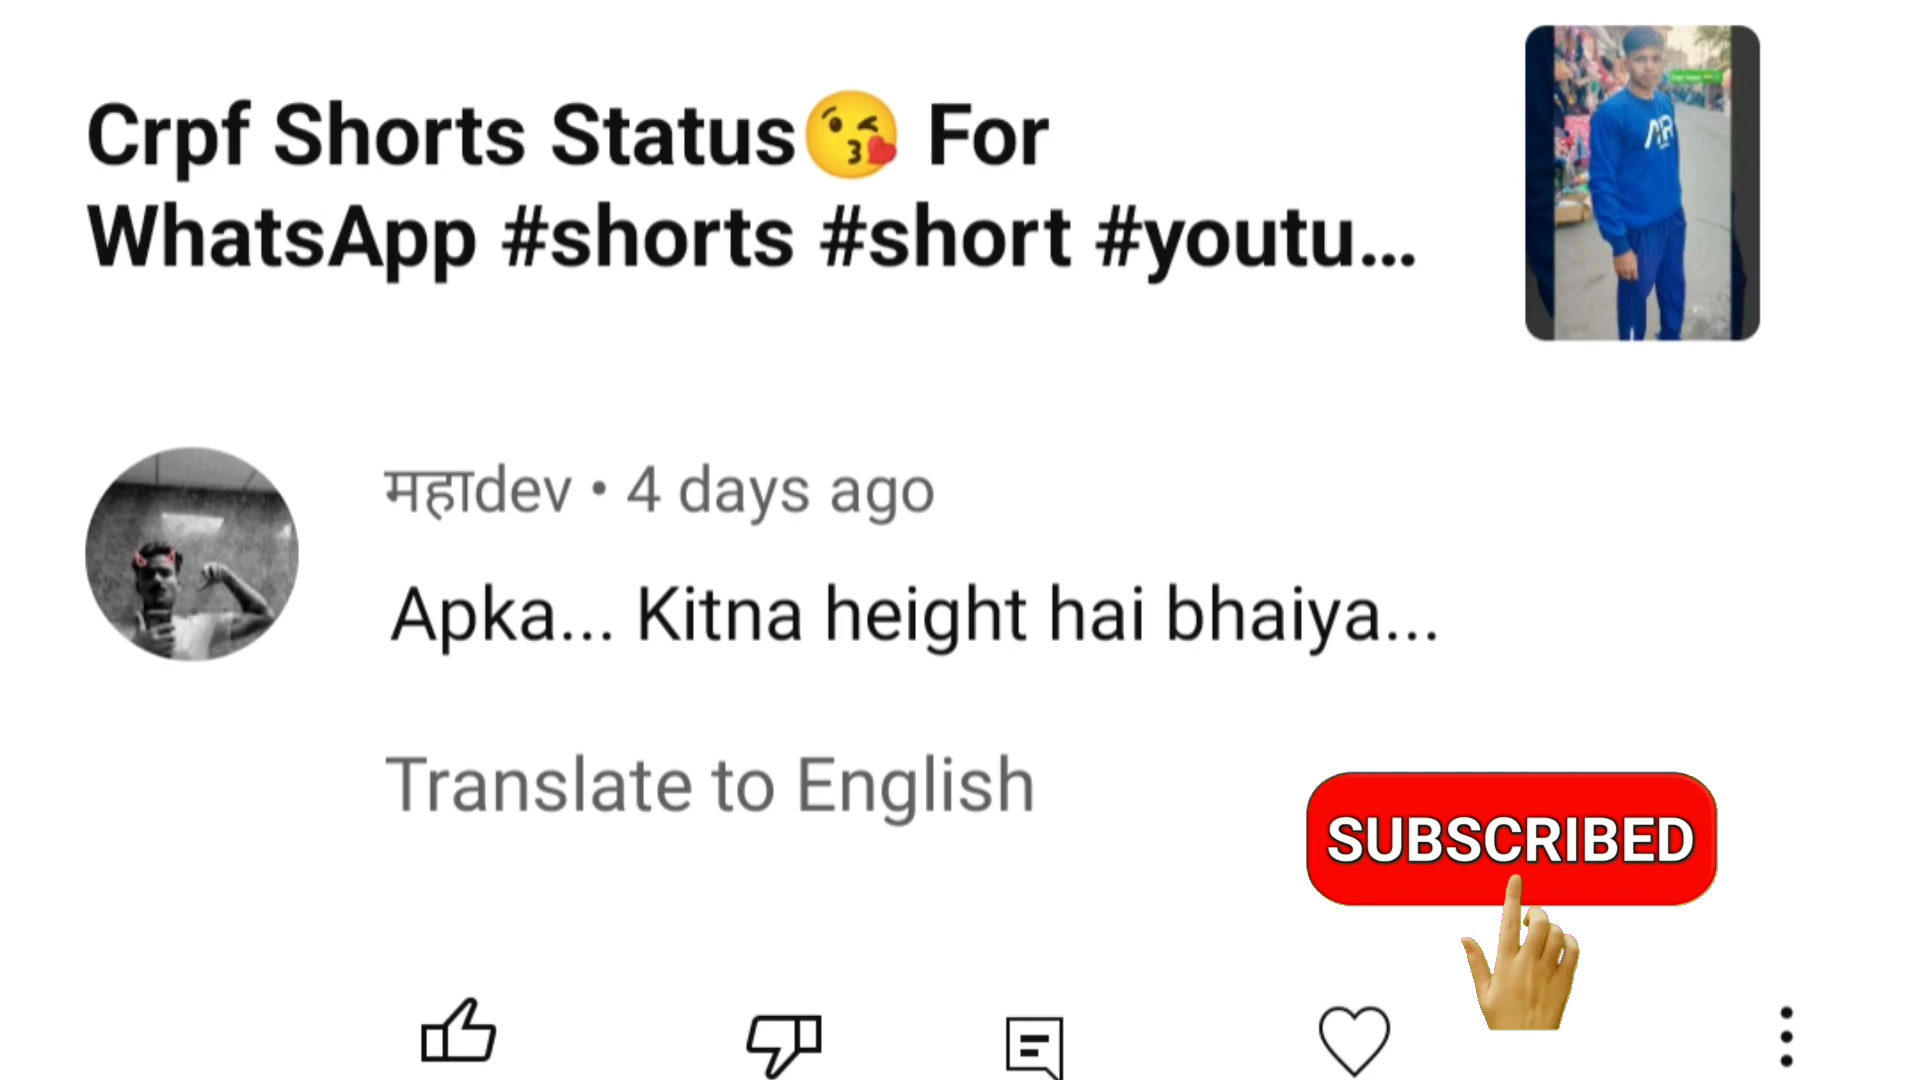 Crpf Shorts Status😘 For
WhatsApp #shorts #short #youtu...
महाdev • 4 days ago
Apka... Kitna height hai bhaiya...
Translate to English
SUBSCRIBED